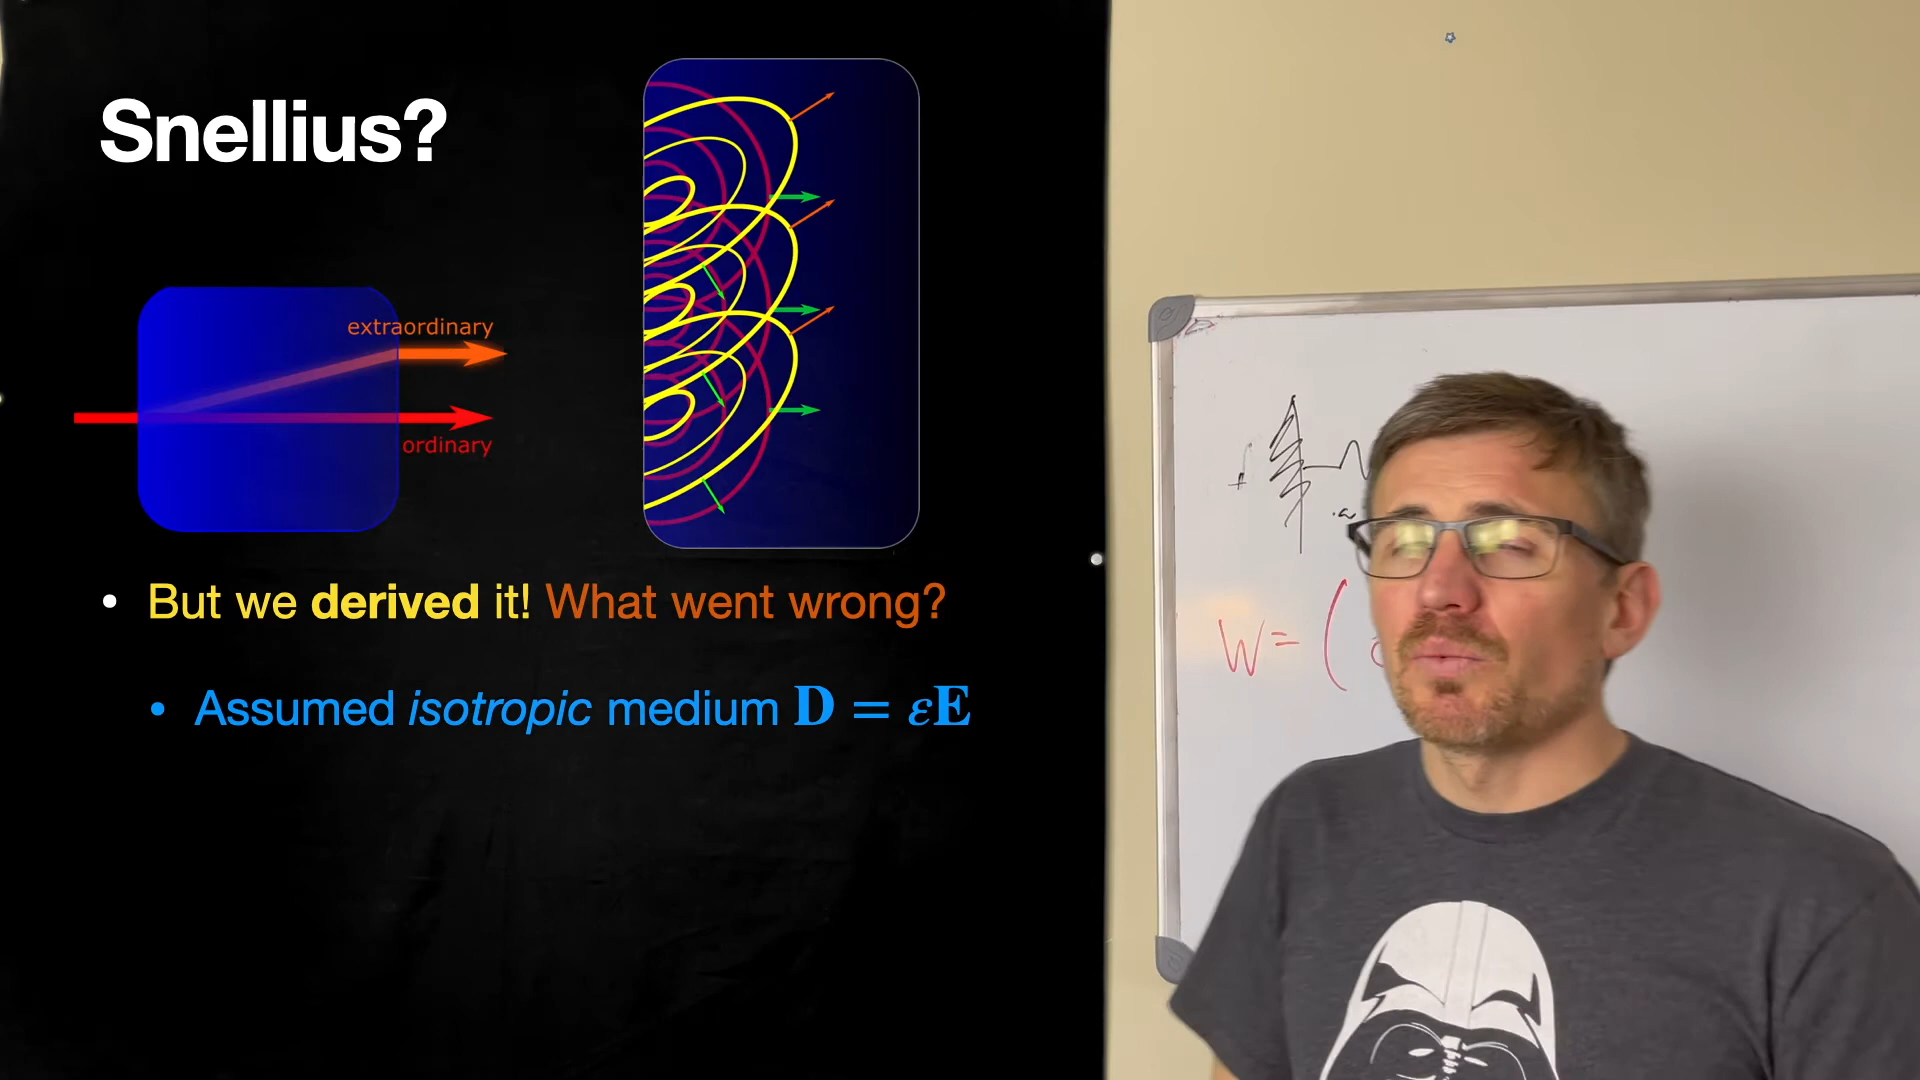 Snellius?
extraordinary
ordinary
• But we derived it! What went wrong?
• Assumed isotropic medium D = εE
W = (